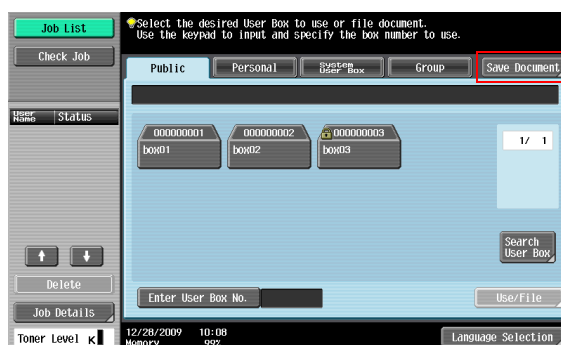 Job List
Check Job
User Name
Status
Delete
Job Details
Toner Level K
Select the desired User Box to use or file document.
Use the keypad to input and specify the box number to use.
Public
Personal
System User Box
Group
Save Document
000000001
box01
000000002
box02
000000003
box03
1/ 1
Search
User Box
Enter User Box No.
Use/File
12/28/2009 10:08
Memory 99%
Language Selection